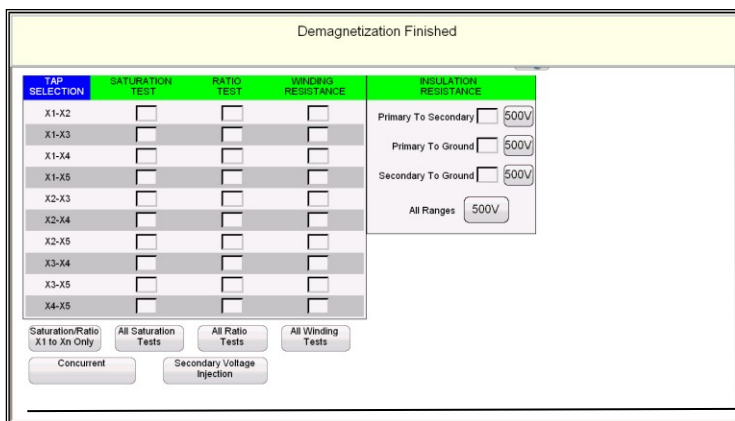 Demagnetization Finished
TAP SELECTION SATURATION TEST RATIO TEST WINDING RESISTANCE INSULATION RESISTANCE
X1-X2
X1-X3
X1-X4
X1-X5
X2-X3
X2-X4
X2-X5
X3-X4
X3-X5
X4-X5
Primary To Secondary 500V
Primary To Ground 500V
Secondary To Ground 500V
All Ranges 500V
Saturation/Ratio
X1 to Xn Only
All Saturation
Tests
All Ratio
Tests
All Winding
Tests
Concurrent
Secondary Voltage
Injection